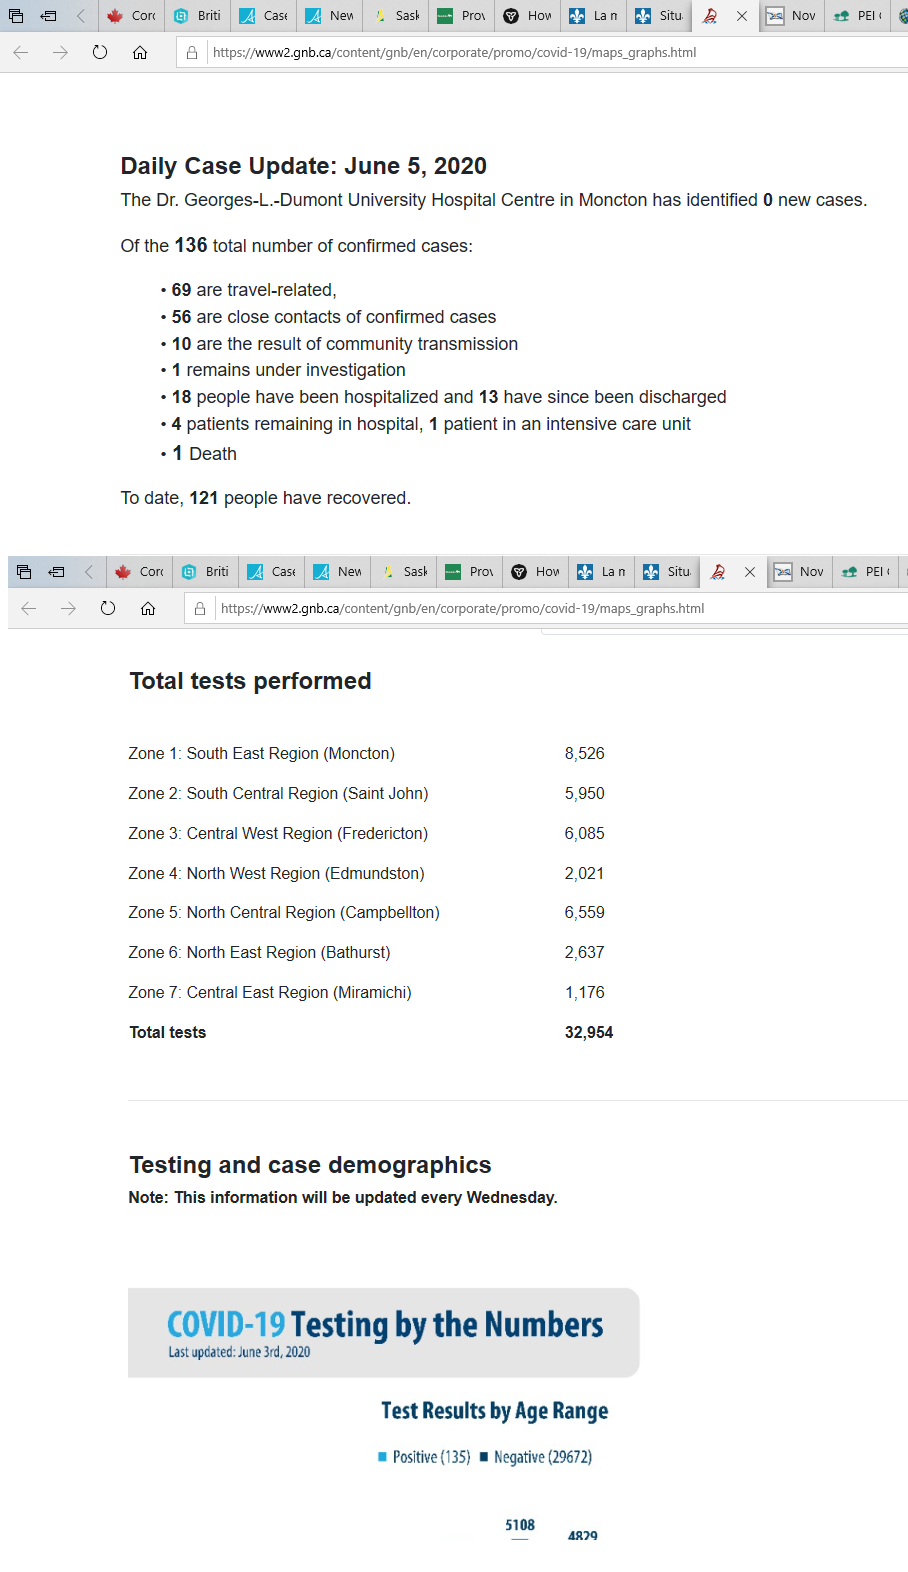 Corc Briti Case New Sask Prov How La m Situ Nov PEI
https://www2.gnb.ca/content/gnb/en/corporate/promo/covid-19/maps_graphs.html
Daily Case Update: June 5, 2020
The Dr. Georges-L.-Dumont University Hospital Centre in Moncton has identified 0 new cases.
Of the 136 total number of confirmed cases:
• 69 are travel-related,
• 56 are close contacts of confirmed cases
• 10 are the result of community transmission
• 1 remains under investigation
• 18 people have been hospitalized and 13 have since been discharged
• 4 patients remaining in hospital, 1 patient in an intensive care unit
• 1 Death
To date, 121 people have recovered.
Corc Briti Case New Sask Prov How La m Situ Nov PEI
https://www2.gnb.ca/content/gnb/en/corporate/promo/covid-19/maps_graphs.html
Total tests performed
Zone 1: South East Region (Moncton) 8,526
Zone 2: South Central Region (Saint John) 5,950
Zone 3: Central West Region (Fredericton) 6,085
Zone 4: North West Region (Edmundston) 2,021
Zone 5: North Central Region (Campbellton) 6,559
Zone 6: North East Region (Bathurst) 2,637
Zone 7: Central East Region (Miramichi) 1,176
Total tests 32,954
Testing and case demographics
Note: This information will be updated every Wednesday.
COVID-19 Testing by the Numbers
Last updated: June 3rd, 2020
Test Results by Age Range
Positive (135) Negative (29672)
5108
4829